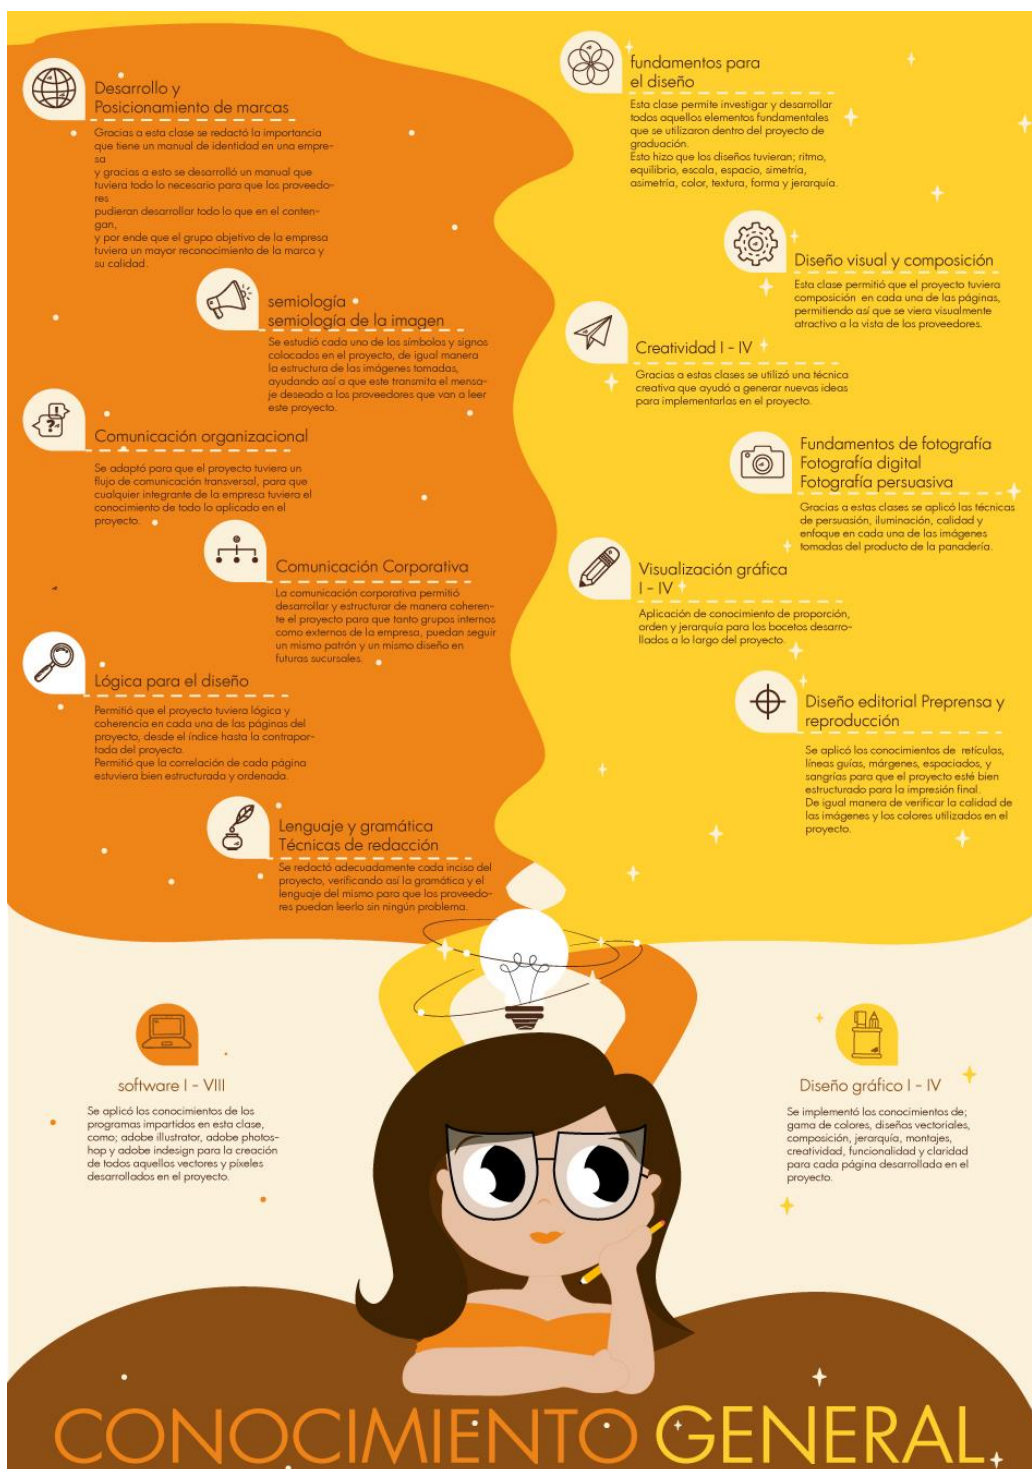 Desarrollo y
Posicionamiento de marcas
Gracias a esta clase se redactó la importancia
que tiene un manual de identidad en una empre-
sa
y gracias a esto se desarrolló un manual que
tuviera todo lo necesario para que los proveedo-
res
pudieran desarrollar todo lo que en el conten-
gan,
y por ende que el grupo objetivo de la empresa
tuviera un mayor reconocimiento de la marca y
su calidad.
semiología
semiología de la imagen
Se estudió cada uno de los símbolos y signos
colocados en el proyecto, de igual manera
la estructura de las imágenes tomadas,
ayudando así a que este transmita el mensa-
je deseado a los proveedores que van a leer
este proyecto.
Comunicación organizacional
Se adaptó para que el proyecto tuviera un
flujo de comunicación transversal, para que
cualquier integrante de la empresa tuviera el
conocimiento de todo lo aplicado en el
proyecto.
Comunicación Corporativa
La comunicación corporativa permitió
desarrollar y estructurar de manera coheren-
te el proyecto para que tanto grupos internos
como externos de la empresa, puedan seguir
un mismo patrón y un mismo diseño en
futuras sucursales.
Lógica para el diseño
Permitió que el proyecto tuviera lógica y
coherencia en cada una de las páginas del
proyecto, desde el índice hasta la contrapor-
tada del proyecto.
Permitió que la correlación de cada página
estuviera bien estructurada y ordenada.
Lenguaje y gramática
Técnicas de redacción
Se redactó adecuadamente cada inciso del
proyecto, verificando así la gramática y el
lenguaje del mismo para que los proveedo-
res puedan leerla sin ningún problema.
fundamentos para
el diseño
Esta clase permite investigar y desarrollar
todos aquellos elementos fundamentales
que se utilizaron dentro del proyecto de
graduación.
Esto hizo que los diseños tuvieran; ritmo,
equilibrio, escala, espacio, simetría,
asimetría, color, textura, forma y jerarquía.
Diseño visual y composición
Esta clase permitió que el proyecto tuviera
composición en cada una de las páginas,
permitiendo así que se viera visualmente
atractivo a la vista de los proveedores.
Creatividad I - IV
Gracias a estas clases se utilizó una técnica
creativa que ayudó a generar nuevas ideas
para implementarlas en el proyecto.
Fundamentos de fotografía
Fotografía digital
Fotografía persuasiva
Gracias a estas clases se aplicó las técnicas
de persuasión, iluminación, calidad y
enfoque en cada una de las imágenes
tomadas del producto de la panadería.
Visualización gráfica
I - IV
Aplicación de conocimiento de proporción,
orden y jerarquía para los bocetos desarro-
llados a lo largo del proyecto.
Diseño editorial Preprensa y
reproducción
Se aplicó los conocimientos de retículas,
líneas guías, márgenes, espaciados, y
sangrías para que el proyecto esté bien
estructurado para la impresión final.
De igual manera de verificar la calidad de
las imágenes y los colores utilizados en el
proyecto.
software I - VIII
Se aplicó los conocimientos de los
programas impartidos en esta clase,
como; adobe illustrator, adobe photos-
hop y adobe indesign para la creación
de todos aquellos vectores y píxeles
desarrollados en el proyecto.
Diseño gráfico I - IV
Se implementó los conocimientos de;
gama de colores, diseños vectoriales,
composición, jerarquía, montajes,
creatividad, funcionalidad y claridad
para cada página desarrollada en el
proyecto.
CONOCIMIENTO GENERAL